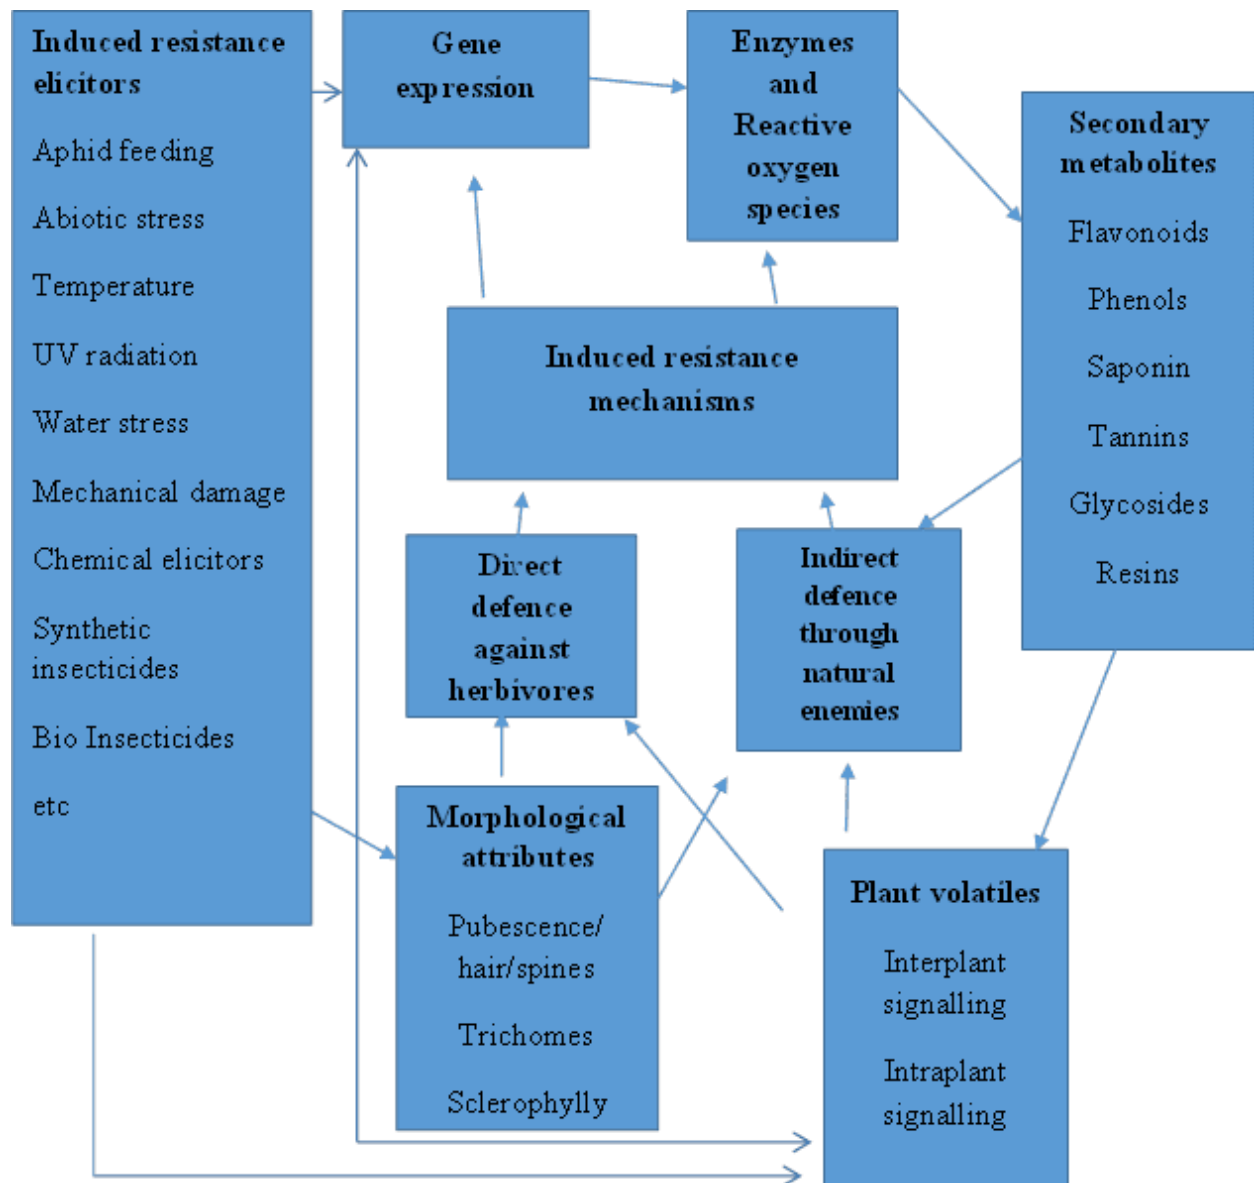 Induced resistance
elicitors
Aphid feeding
Abiotic stress
Temperature
UV radiation
Water stress
Mechanical damage
Chemical elicitors
Synthetic
insecticides
Bio Insecticides
etc
Gene
expression
Enzymes
and
Reactive
oxygen
species
Secondary
metabolites
Flavonoids
Phenols
Saponin
Tannins
Glycosides
Resins
Induced resistance
mechanisms
Direct
defence
against
herbivores
Indirect
defence
through
natural
enemies
Morphological
attributes
Pubescence/
hair/spines
Trichomes
Sclerophylly
Plant volatiles
Interplant
signalling
Intraplant
signalling